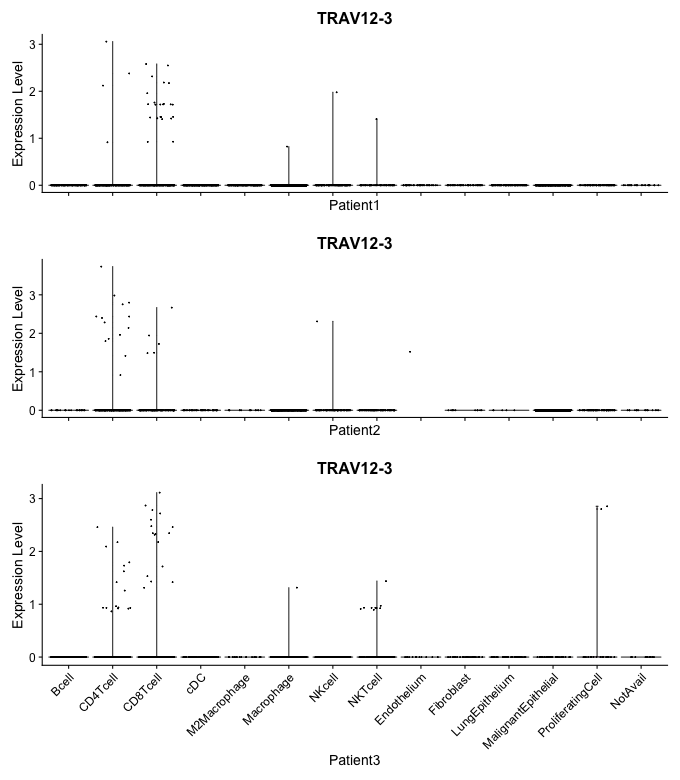 TRAV12-3
Expression Level
3
2
1
0
Patient1
TRAV12-3
Expression Level
3
2
1
0
Patient2
TRAV12-3
Expression Level
3
2
1
0
Bcell
CD4Tcell
CD8Tcell
cDC
M2Macrophage
Macrophage
NKcell
NKTcell
Endothelium
Fibroblast
LungEpithelium
MalignantEpithelial
ProliferatingCell
NotAvail
Patient3